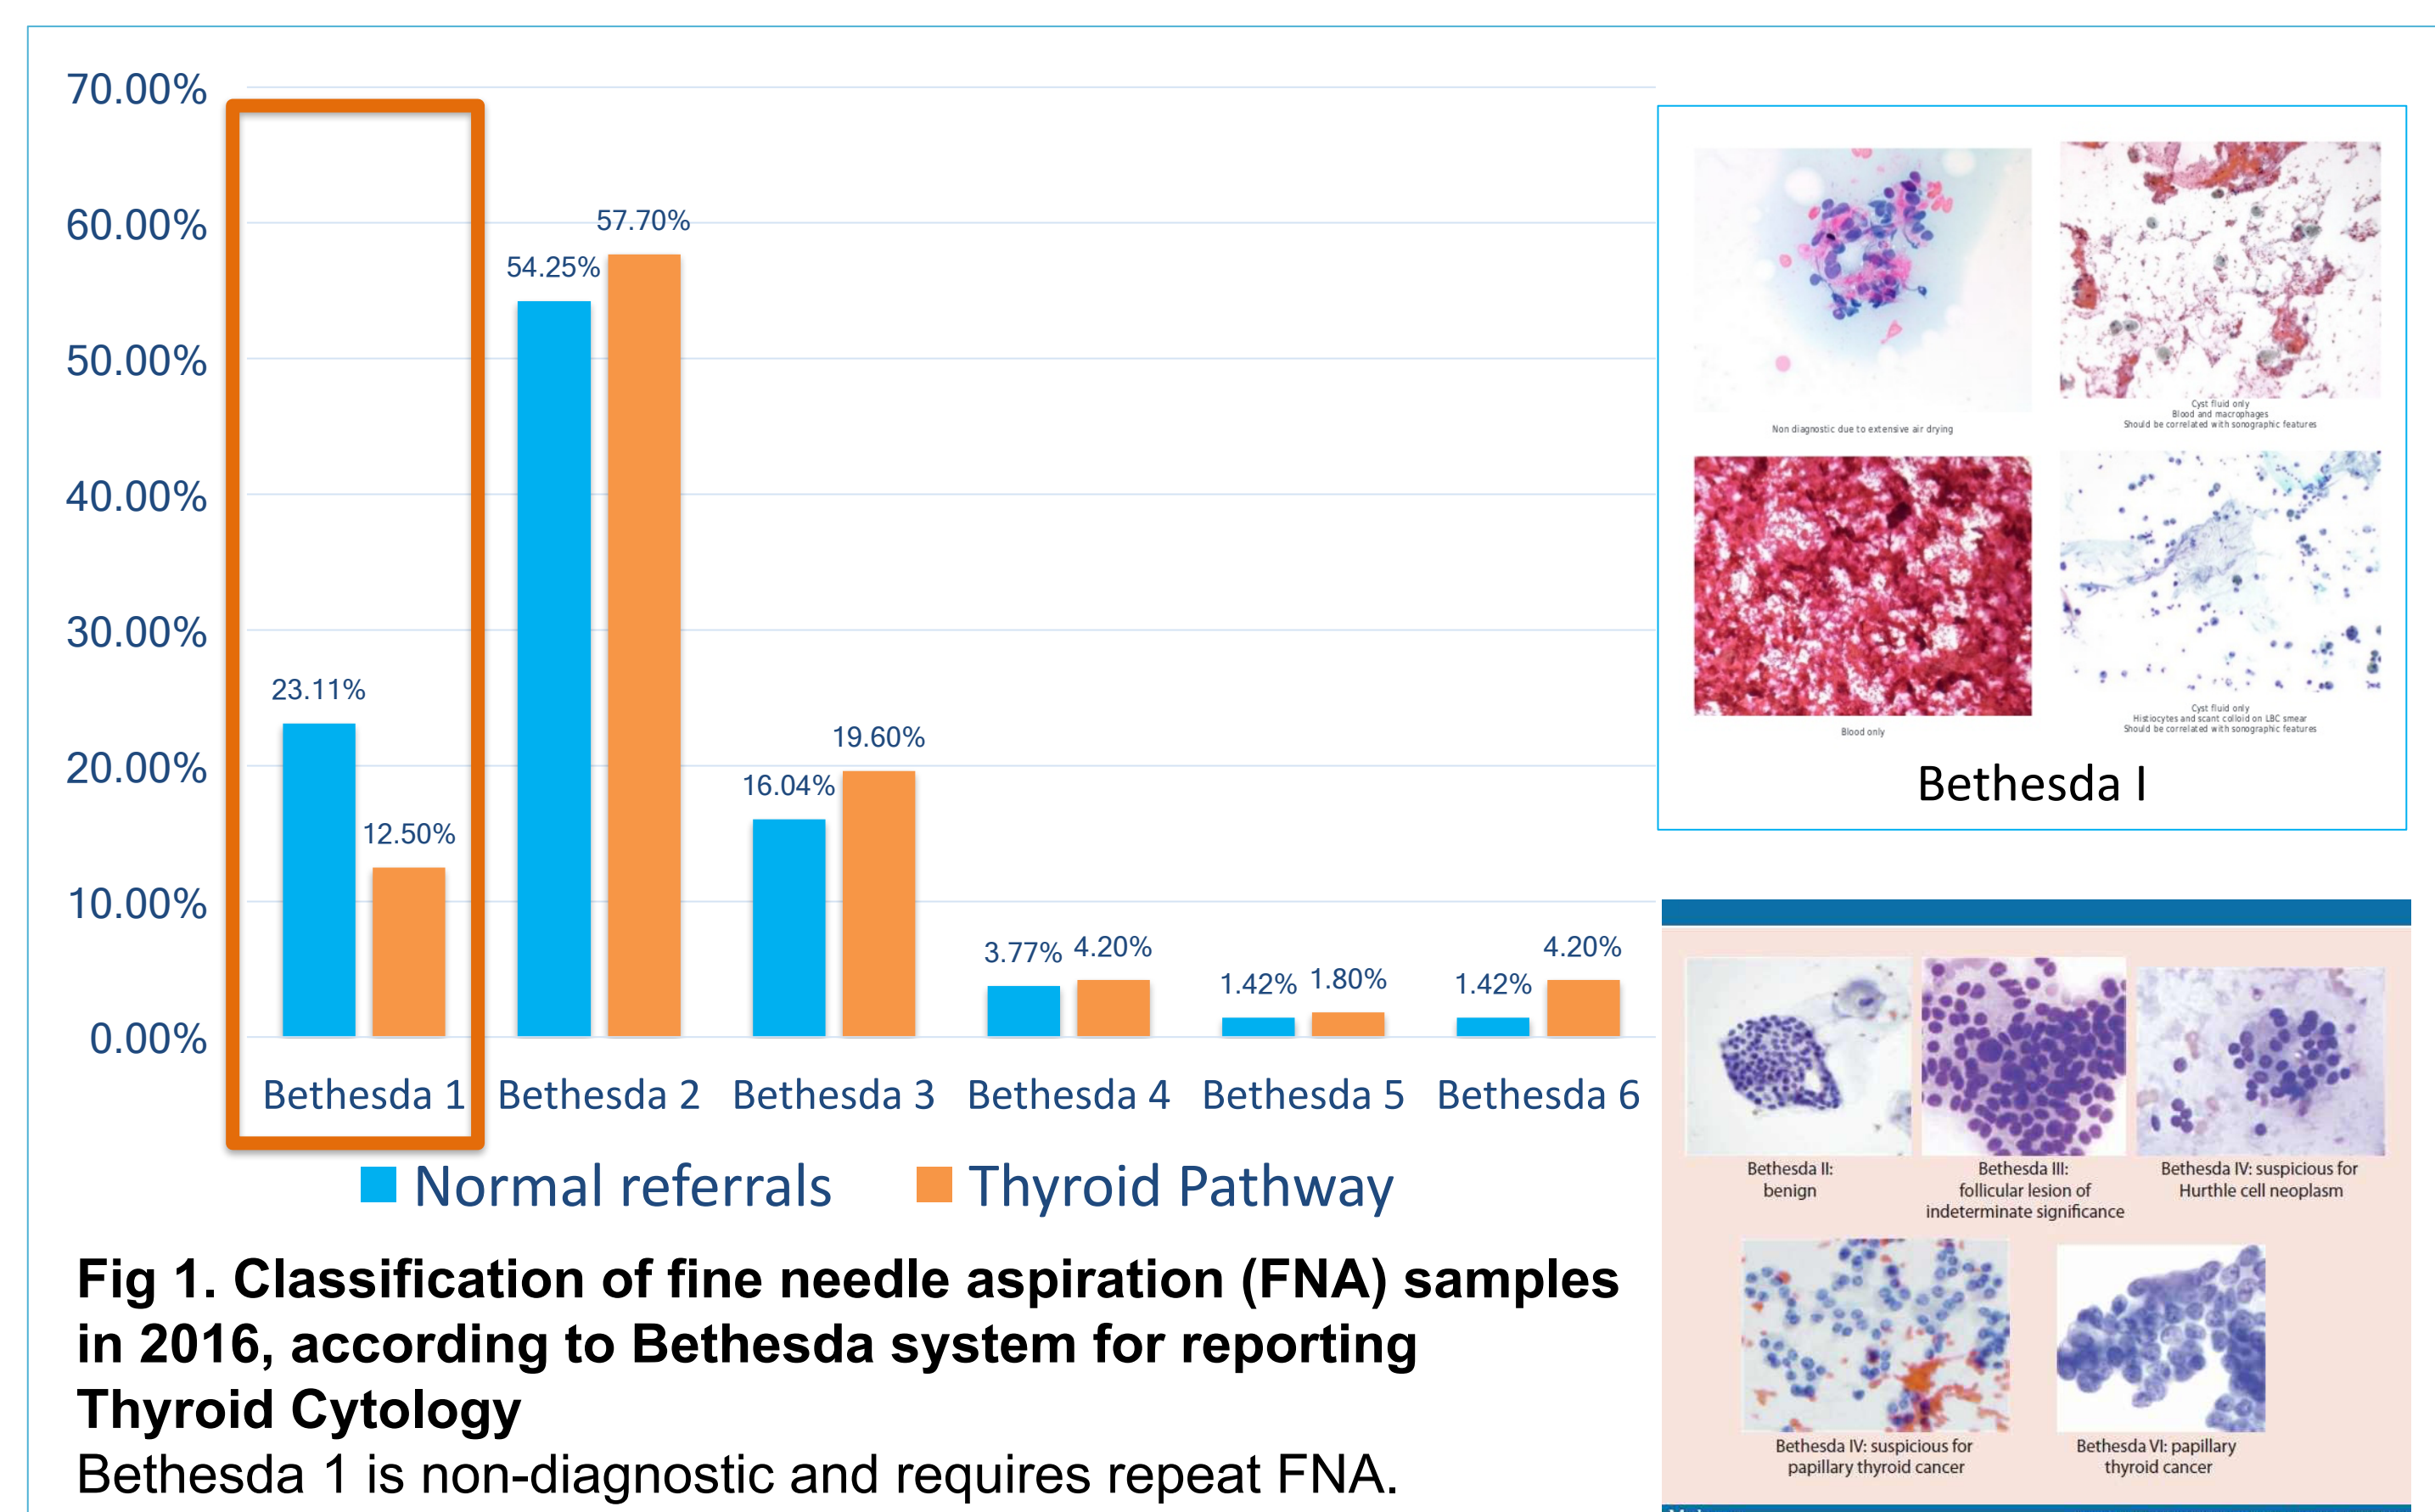 70.00%
60.00%
50.00%
40.00%
30.00%
20.00%
10.00%
0.00%
23.11%
12.50%
54.25%
57.70%
16.04%
19.60%
3.77%
4.20%
1.42%
1.80%
1.42%
4.20%
Bethesda 1
Bethesda 2
Bethesda 3
Bethesda 4
Bethesda 5
Bethesda 6
Normal referrals
Thyroid Pathway
Fig 1. Classification of fine needle aspiration (FNA) samples
in 2016, according to Bethesda system for reporting
Thyroid Cytology
Bethesda 1 is non-diagnostic and requires repeat FNA.
Non diagnostic due to extensive air drying
Cyst fluid only
Blood and macrophages
Should be correlated with sonographic features
Blood only
Cyst fluid only
Histiocytes and scant colloid on LBC smear
Should be correlated with sonographic features
Bethesda I
Bethesda II:
benign
Bethesda III:
follicular lesion of
indeterminate significance
Bethesda IV: suspicious for
Hurthle cell neoplasm
Bethesda IV: suspicious for
papillary thyroid cancer
Bethesda VI: papillary
thyroid cancer